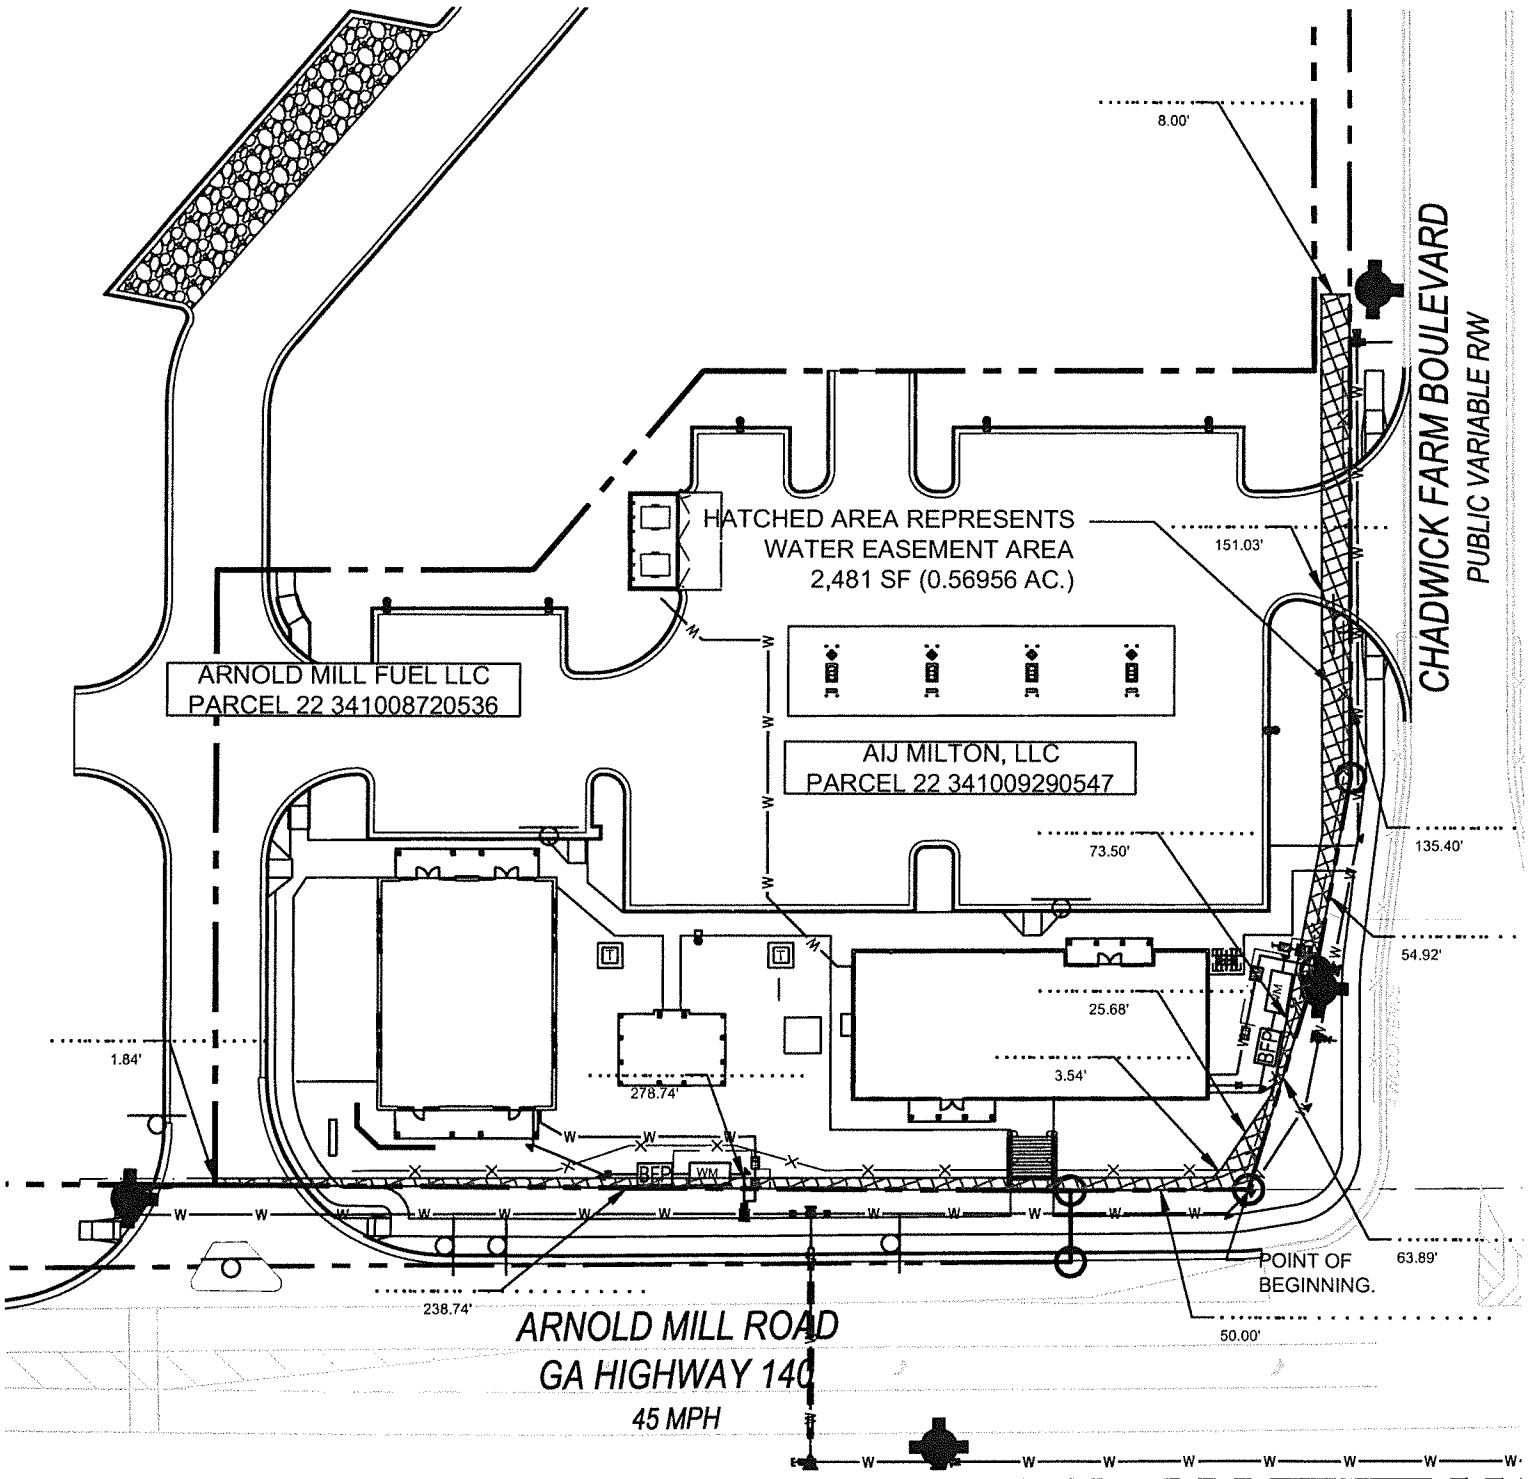 8.00'
CHADWICK FARM BOULEVARD
PUBLIC VARIABLE R/W
HATCHED AREA REPRESENTS
WATER EASEMENT AREA
2,481 SF (0.56956 AC.)
151.03'
W
W
W
W
W
W
W
W
W
ARNOLD MILL FUEL LLC
PARCEL 22 341008720536
AIJ MILTON, LLC
PARCEL 22 341009290547
73.50'
135.40'
54.92'
T
T
25.68'
WM
BFP
1.84'
3.54'
278.74'
W W W
BFP
WM
W W W W W W W W W W W W W
63.89'
POINT OF
BEGINNING.
238.74'
50.00'
ARNOLD MILL ROAD
GA HIGHWAY 140
45 MPH
W W W W W W W W W